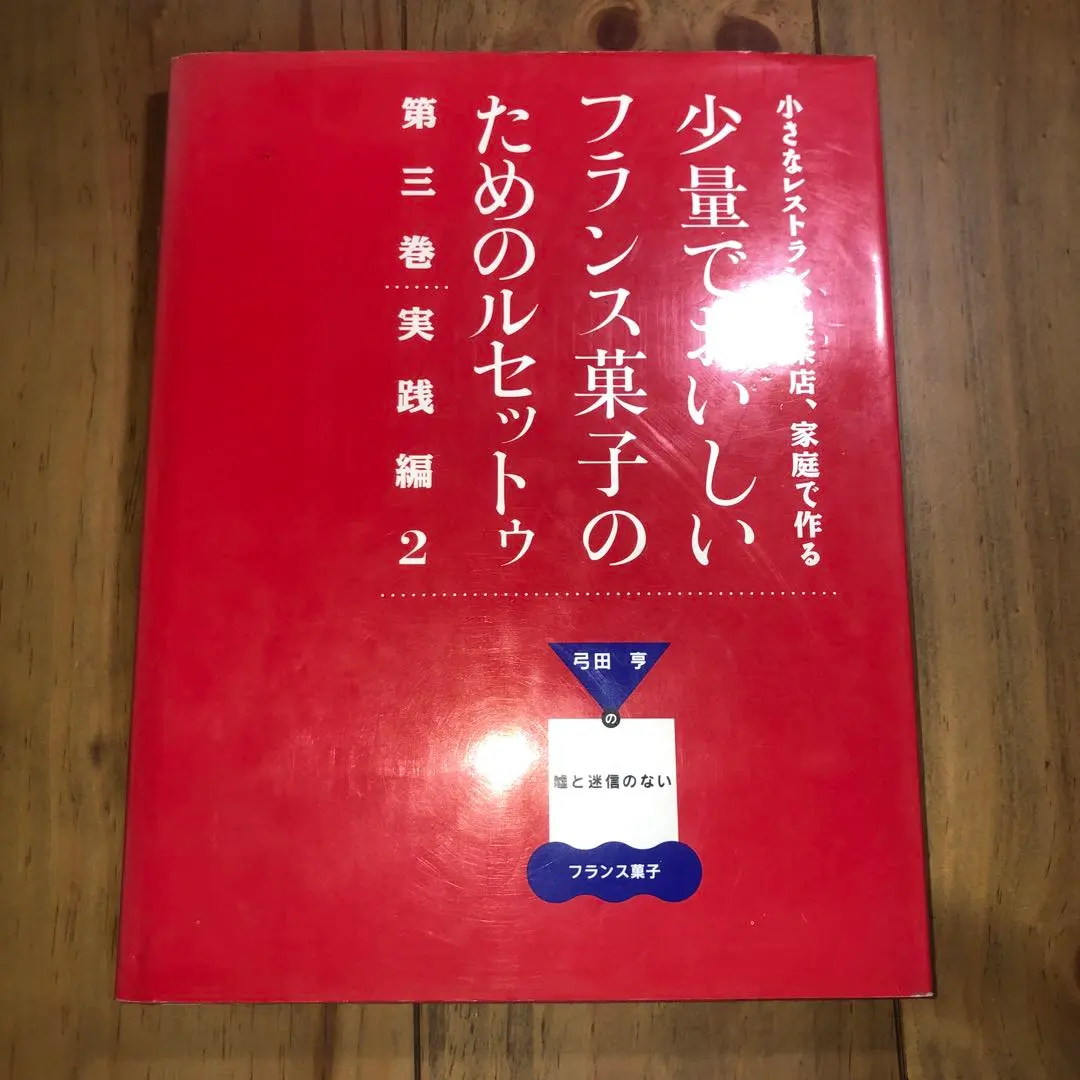 小さなレストラン、
店、家庭で作る
少量でおいしい
フランス菓子の
ためのルセットゥ
第三巻 実践編 2
弓田 亨
の
嘘と迷信のない
フランス菓子